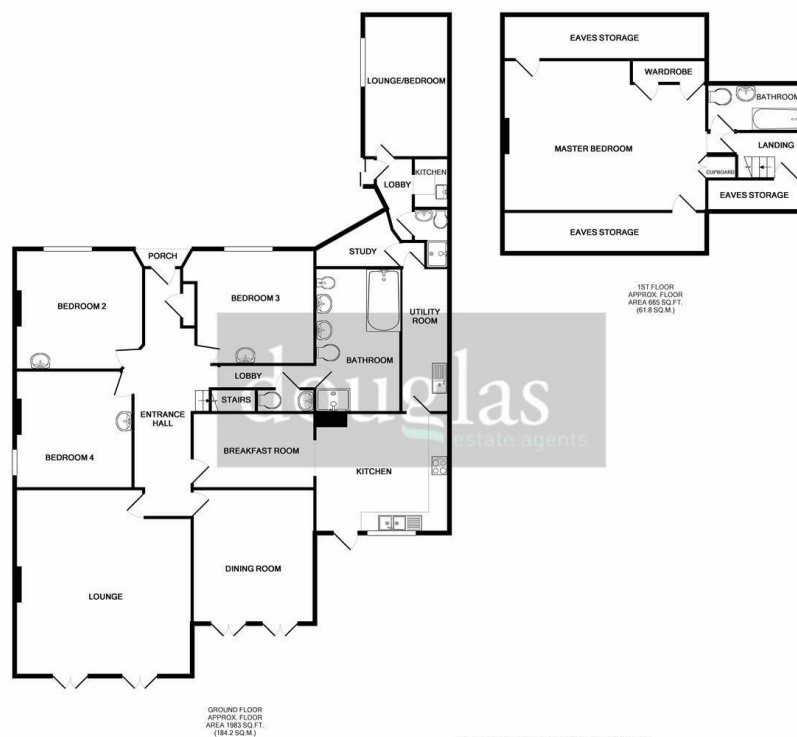 EAVES STORAGE
WARDROBE
BATHROOM
MASTER BEDROOM
LANDING
CUPBOARD
EAVES STORAGE
EAVES STORAGE
1ST FLOOR
APPROX. FLOOR
AREA 665 SQ.FT.
(61.8 SQ.M.)
LOUNGE/BEDROOM
LOBBY
KITCHEN
STUDY
PORCH
BEDROOM 2
BEDROOM 3
UTILITY
ROOM
BATHROOM
LOBBY
STAIRS
ENTRANCE
HALL
BEDROOM 4
BREAKFAST ROOM
KITCHEN
LOUNGE
DINING ROOM
douglas
estate agents
GROUND FLOOR
APPROX. FLOOR
AREA 1983 SQ.FT.
(184.2 SQ.M.)